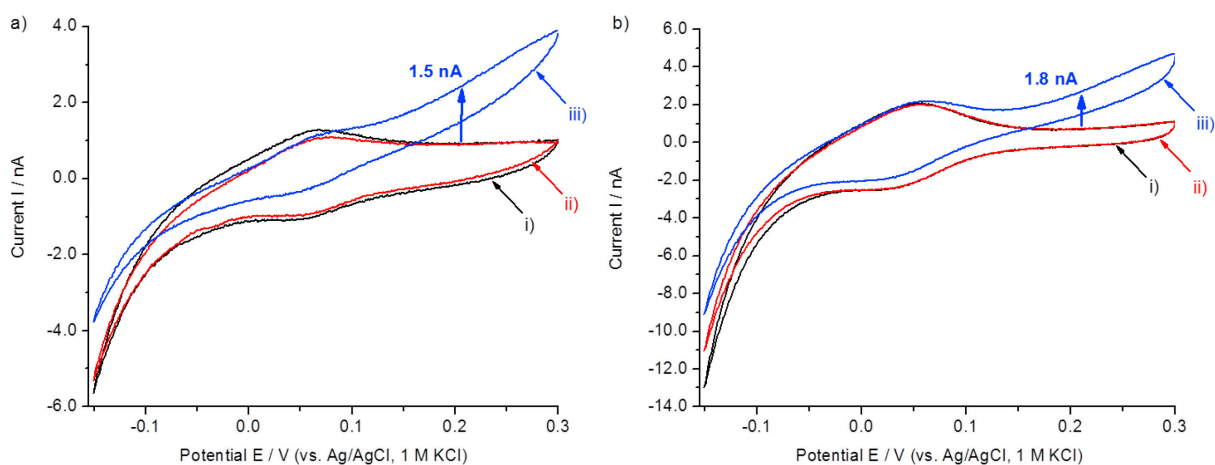 a)
4.0
2.0
0.0
-2.0
-4.0
-6.0
Current I / nA
-0.1
0.0
0.1
0.2
0.3
Potential E / V (vs. Ag/AgCl, 1 M KCl)
1.5 nA
iii)
ii)
i)
b)
6.0
4.0
2.0
0.0
-2.0
-4.0
-6.0
-8.0
-10.0
-12.0
-14.0
Current I / nA
-0.1
0.0
0.1
0.2
0.3
Potential E / V (vs. Ag/AgCl, 1 M KCl)
1.8 nA
iii)
i)
ii)